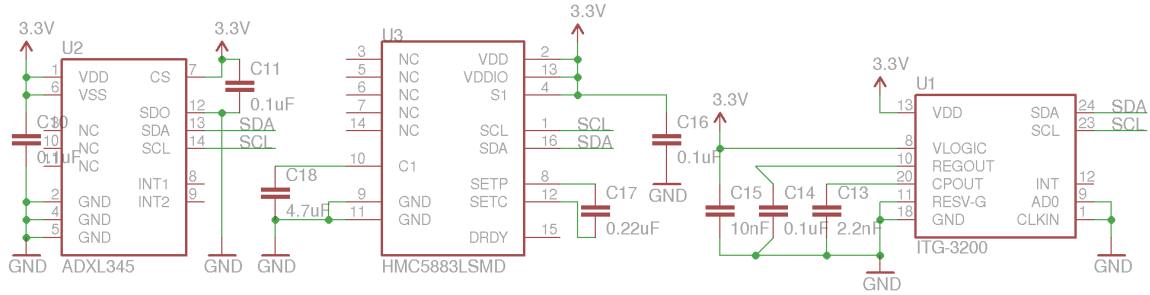 3.3V
U2
1 VDD CS 7
6 VSS
SDO 12
3 NC SDA 13 SDA
10 NC SCL 14 SCL
11 NC
INT1 8
2 GND INT2 9
4 GND
5 GND
GND
ADXL345
C10
0.1uF
3.3V
C11
0.1uF
GND
U3
3 NC VDD 2
5 NC VDDIO 13
6 NC S1 4
7 NC
14 NC SCL 1 SCL
SDA 16 SDA
10 C1
SETP 8
9 GND SETC 12
11 GND
DRDY 15
HMC5883LSMD
C18
4.7uF
GND
3.3V
C16
0.1uF
GND
C17
0.22uF
3.3V
3.3V
U1
13 VDD SDA 24 SDA
SCL 23 SCL
8 VLOGIC
10 REGOUT
20 CPOUT INT 12
11 RESV-G AD0 9
18 GND CLKIN 1
ITG-3200
C15
10nF
C14
0.1uF
C13
2.2nF
GND
GND